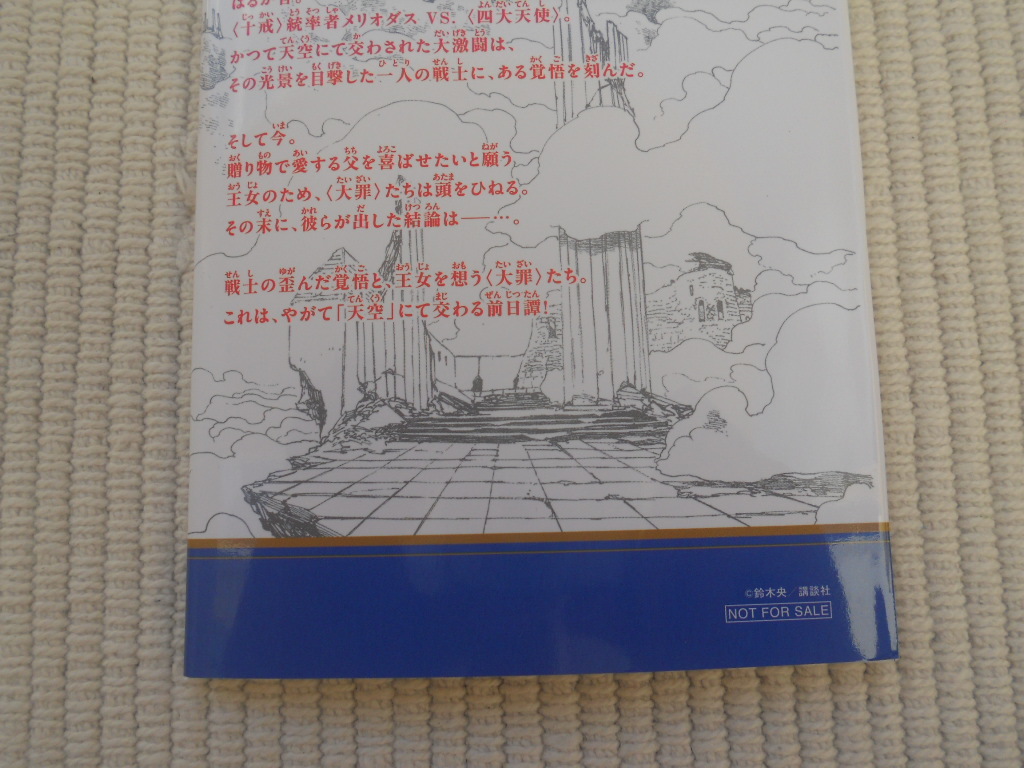 はるか昔。
〈十戒〉統率者メリオダス VS. 〈四大天使〉。
かつて天空にて交わされた大激闘は、
その光景を目撃した一人の戦士に、ある覚悟を刻んだ。
そして今。
贈り物で愛する父を喜ばせたいと願う
王女のため、〈大罪〉たちは頭をひねる。
その末に、彼らが出した結論は――…。
戦士の歪んだ覚悟と、王女を想う〈大罪〉たち。
これは、やがて「天空」にて交わる前日譚!
©鈴木央/講談社
NOT FOR SALE